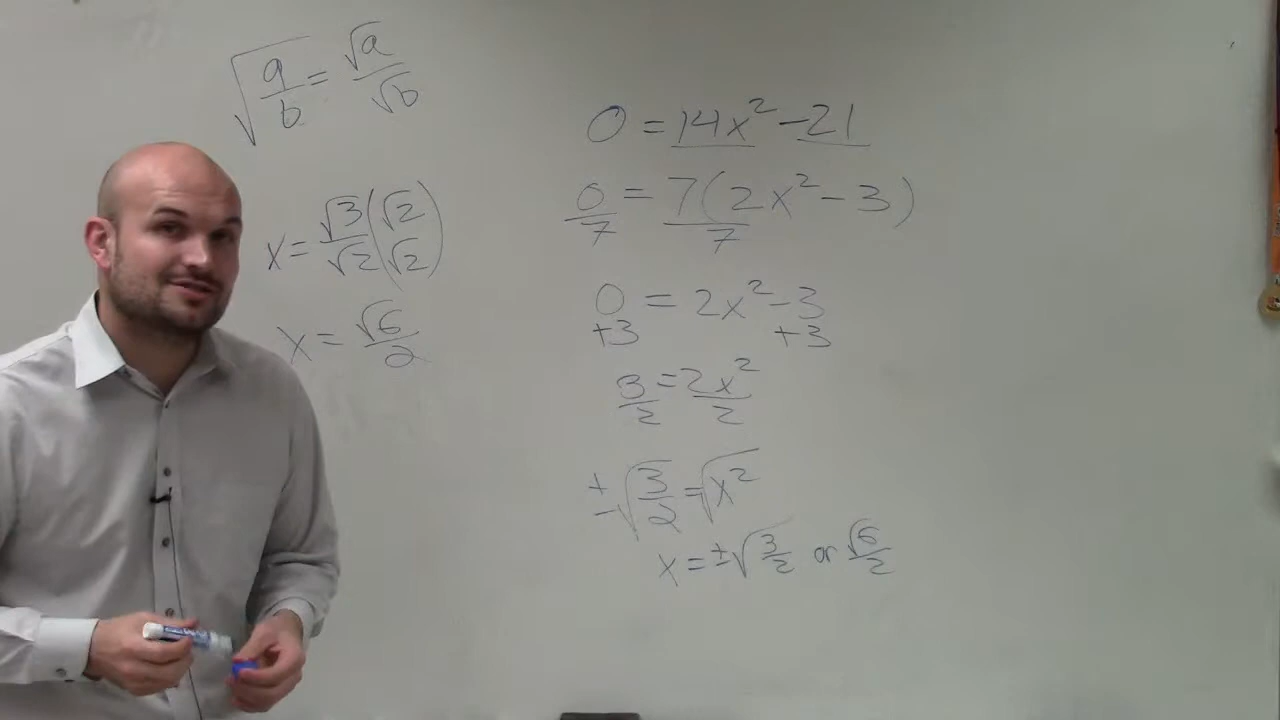 √a/b = √a/√b
x = √3/√2 (√2/√2)
x = √6/2
0 = 14x² - 21
0/7 = 7(2x² - 3)/7
0 = 2x² - 3
+3 +3
3/2 = 2x²/2
±√3/2 = √x²
x = ±√3/2 or √6/2